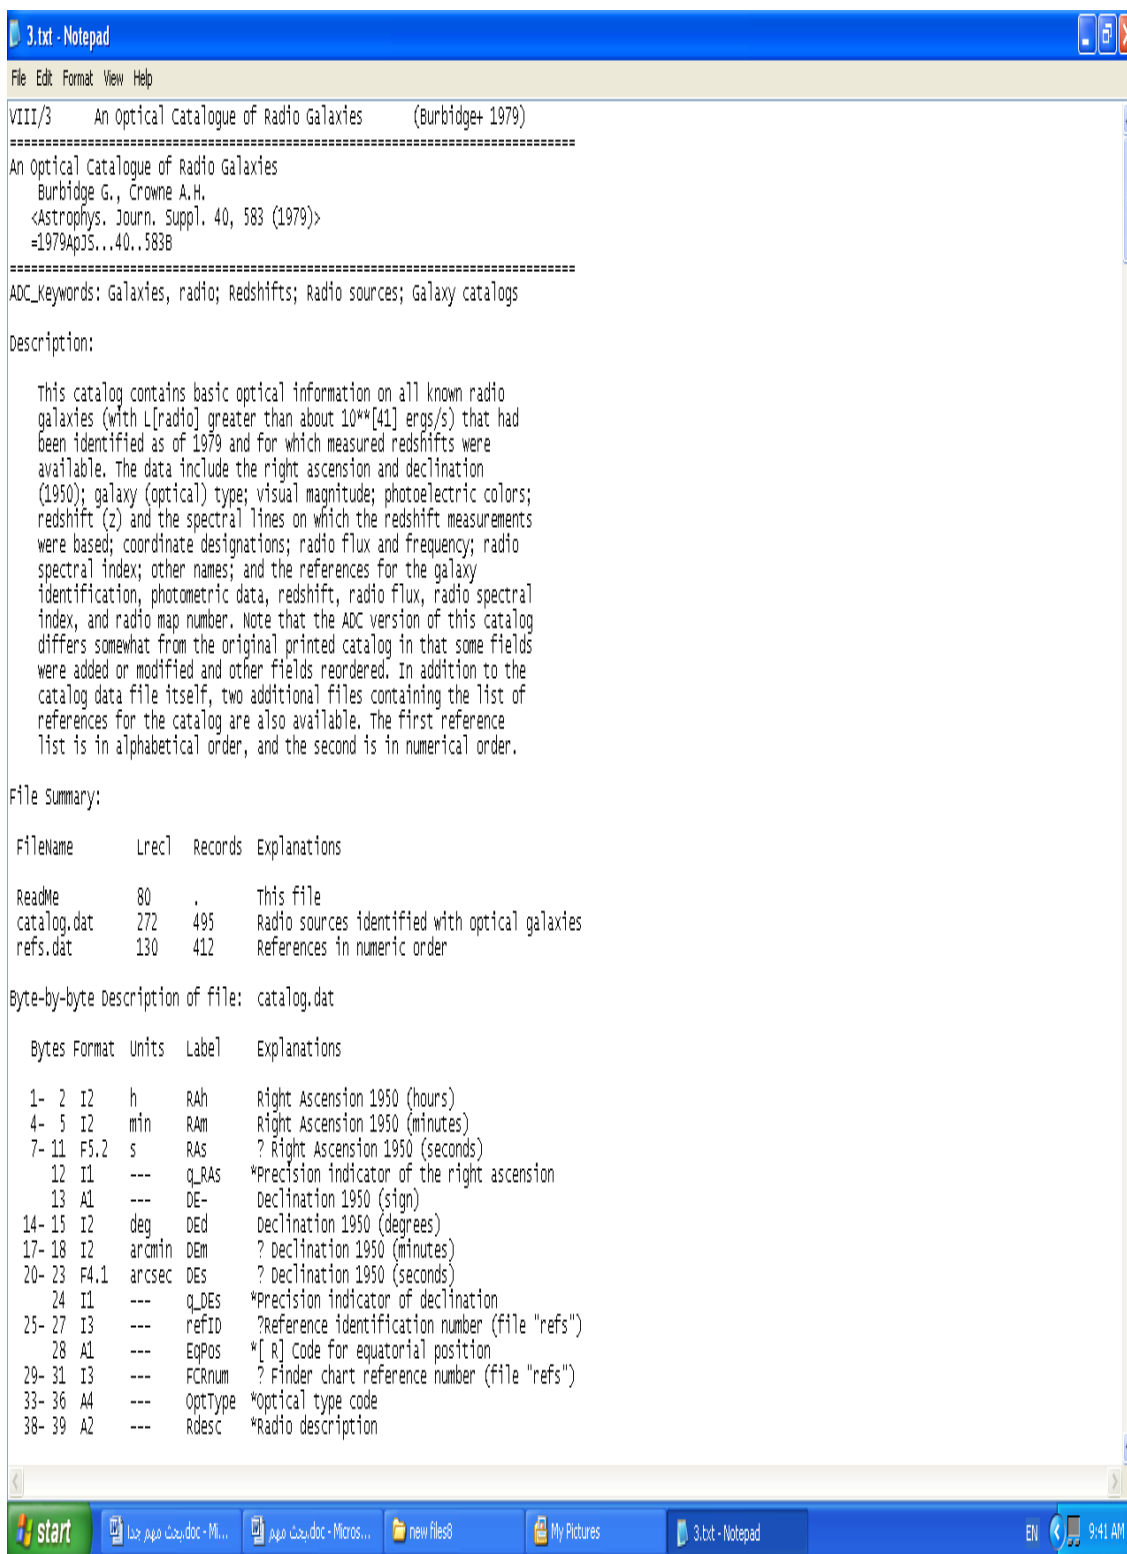 3.txt - Notepad
File Edit Format View Help
VIII/3 An Optical Catalogue of Radio Galaxies (Burbidge+ 1979)
================================================================================
An Optical Catalogue of Radio Galaxies
Burbidge G., Crowne A.H.
<Astrophys. Journ. Suppl. 40, 583 (1979)>
=1979ApJS...40..583B
================================================================================
ADC_Keywords: Galaxies, radio; Redshifts; Radio sources; Galaxy catalogs
Description:
This catalog contains basic optical information on all known radio
galaxies (with L[radio] greater than about 10**[41] ergs/s) that had
been identified as of 1979 and for which measured redshifts were
available. The data include the right ascension and declination
(1950); galaxy (optical) type; visual magnitude; photoelectric colors;
redshift (z) and the spectral lines on which the redshift measurements
were based; coordinate designations; radio flux and frequency; radio
spectral index; other names; and the references for the galaxy
identification, photometric data, redshift, radio flux, radio spectral
index, and radio map number. Note that the ADC version of this catalog
differs somewhat from the original printed catalog in that some fields
were added or modified and other fields reordered. In addition to the
catalog data file itself, two additional files containing the list of
references for the catalog are also available. The first reference
list is in alphabetical order, and the second is in numerical order.
File Summary:
FileName Lrecl Records Explanations
ReadMe 80 . This file
catalog.dat 272 495 Radio sources identified with optical galaxies
refs.dat 130 412 References in numeric order
Byte-by-byte Description of file: catalog.dat
Bytes Format Units Label Explanations
1- 2 I2 h RAh Right Ascension 1950 (hours)
4- 5 I2 min RAm Right Ascension 1950 (minutes)
7- 11 F5.2 s RAs ? Right Ascension 1950 (seconds)
12 I1 --- q_RAs *Precision indicator of the right ascension
13 A1 --- DE- Declination 1950 (sign)
14- 15 I2 deg DEd Declination 1950 (degrees)
17- 18 I2 arcmin DEm ? Declination 1950 (minutes)
20- 23 F4.1 arcsec DEs ? Declination 1950 (seconds)
24 I1 --- q_DEs *Precision indicator of declination
25- 27 I3 --- refID ?Reference identification number (file "refs")
28 A1 --- EqPos *[ R] Code for equatorial position
29- 31 I3 --- FCRnum ? Finder chart reference number (file "refs")
33- 36 A4 --- OptType *Optical type code
38- 39 A2 --- Rdesc *Radio description
start بحث مهم جدا.doc - Mi... بحث مهم.doc - Micros... new files8 My Pictures 3.txt - Notepad EN 9:41 AM